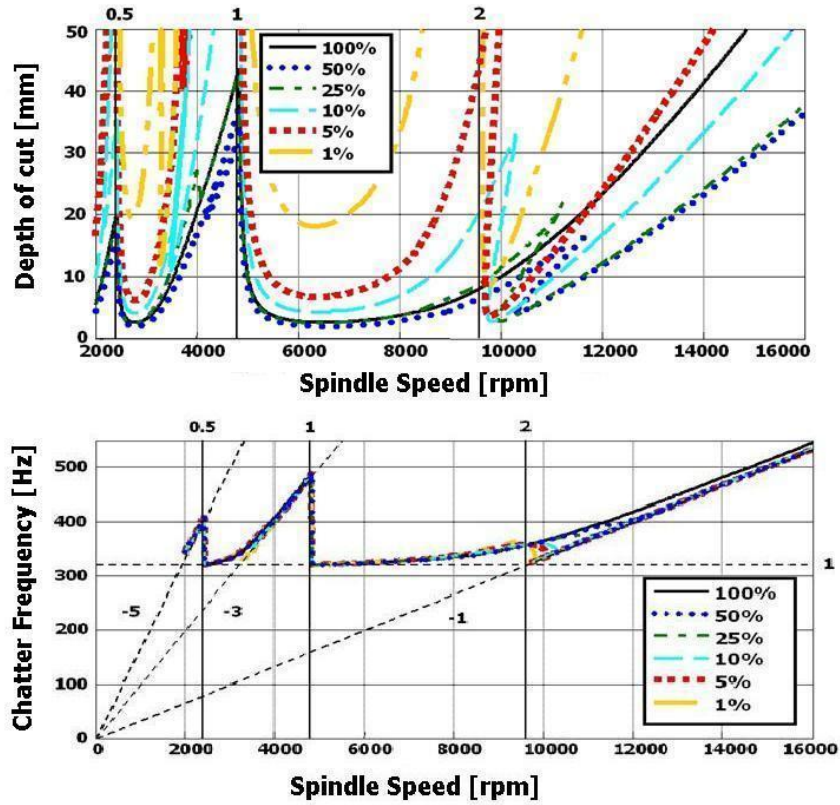 0.5 1 2
50
40
30
20
10
0
Depth of cut [mm]
100%
50%
25%
10%
5%
1%
2000 4000 6000 8000 10000 12000 14000 16000
Spindle Speed [rpm]
0.5 1 2
500
400
300
200
100
0
Chatter Frequency [Hz]
1
-5 -3 -1
100%
50%
25%
10%
5%
1%
0 2000 4000 6000 8000 10000 12000 14000 16000
Spindle Speed [rpm]